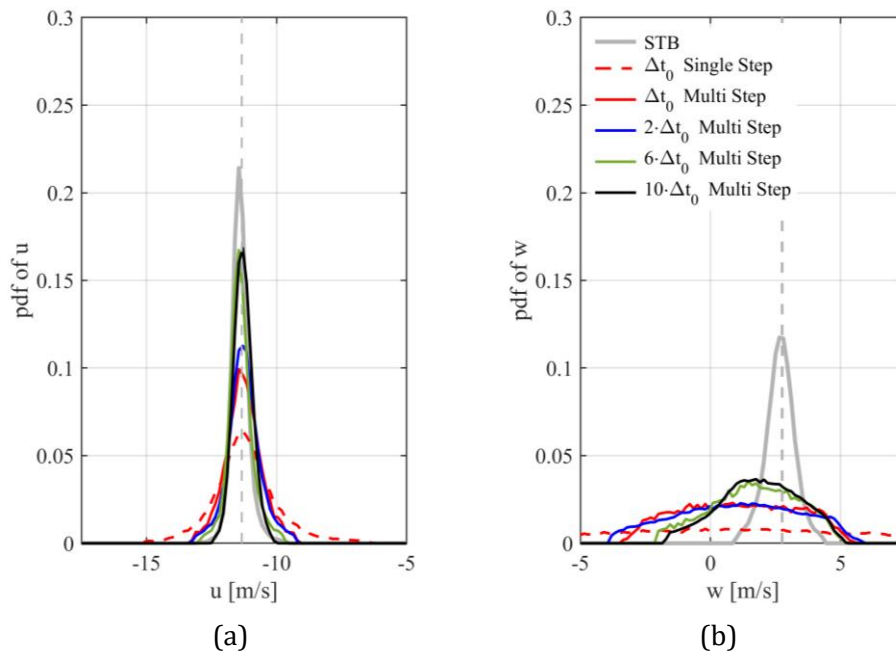 0.3
0.25
0.2
0.15
0.1
0.05
0
pdf of u
-15
-10
-5
u [m/s]
(a)
0.3
0.25
0.2
0.15
0.1
0.05
0
pdf of w
-5
0
5
w [m/s]
(b)
STB
Δt₀ Single Step
Δt₀ Multi Step
2·Δt₀ Multi Step
6·Δt₀ Multi Step
10·Δt₀ Multi Step